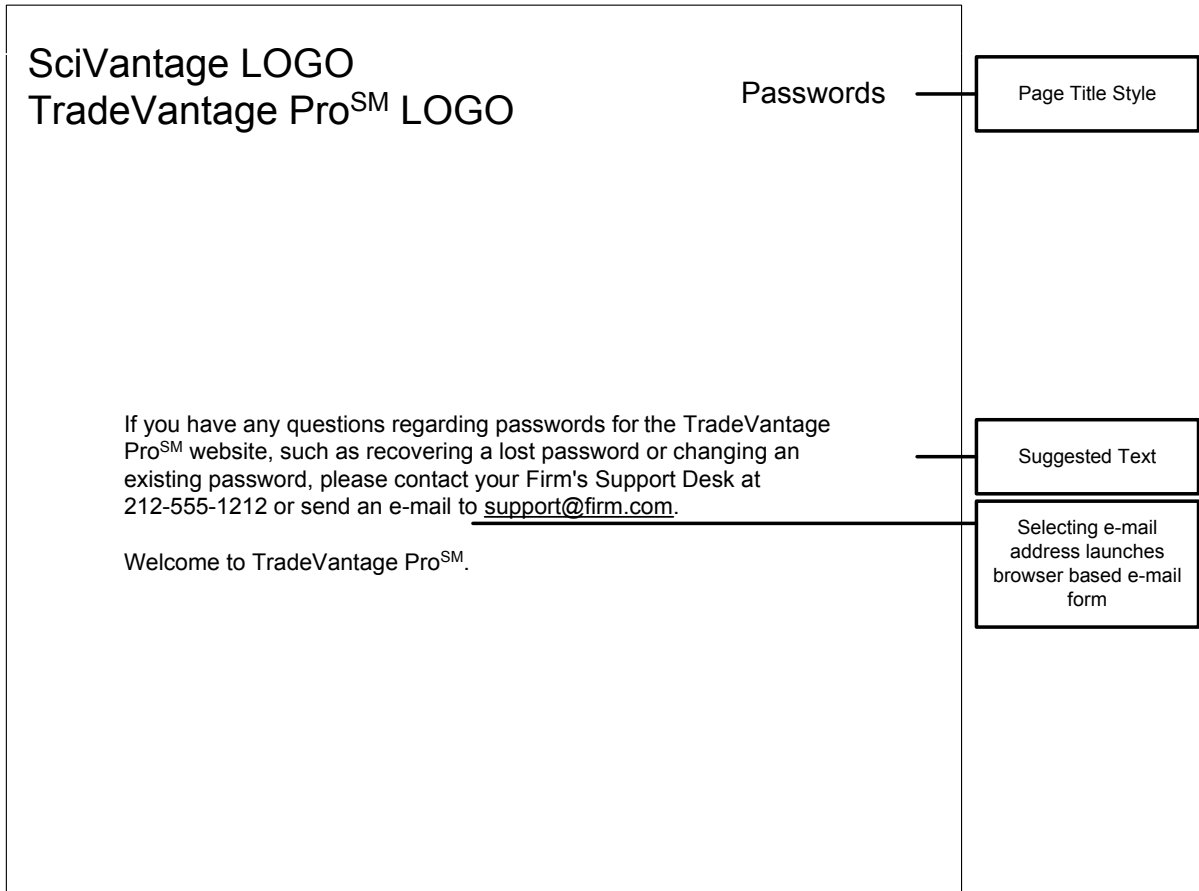 SciVantage LOGO
TradeVantage Pro℠ LOGO
Passwords
Page Title Style
If you have any questions regarding passwords for the TradeVantage
Pro℠ website, such as recovering a lost password or changing an
existing password, please contact your Firm's Support Desk at
212-555-1212 or send an e-mail to support@firm.com.
Welcome to TradeVantage Pro℠.
Suggested Text
Selecting e-mail
address launches
browser based e-mail
form